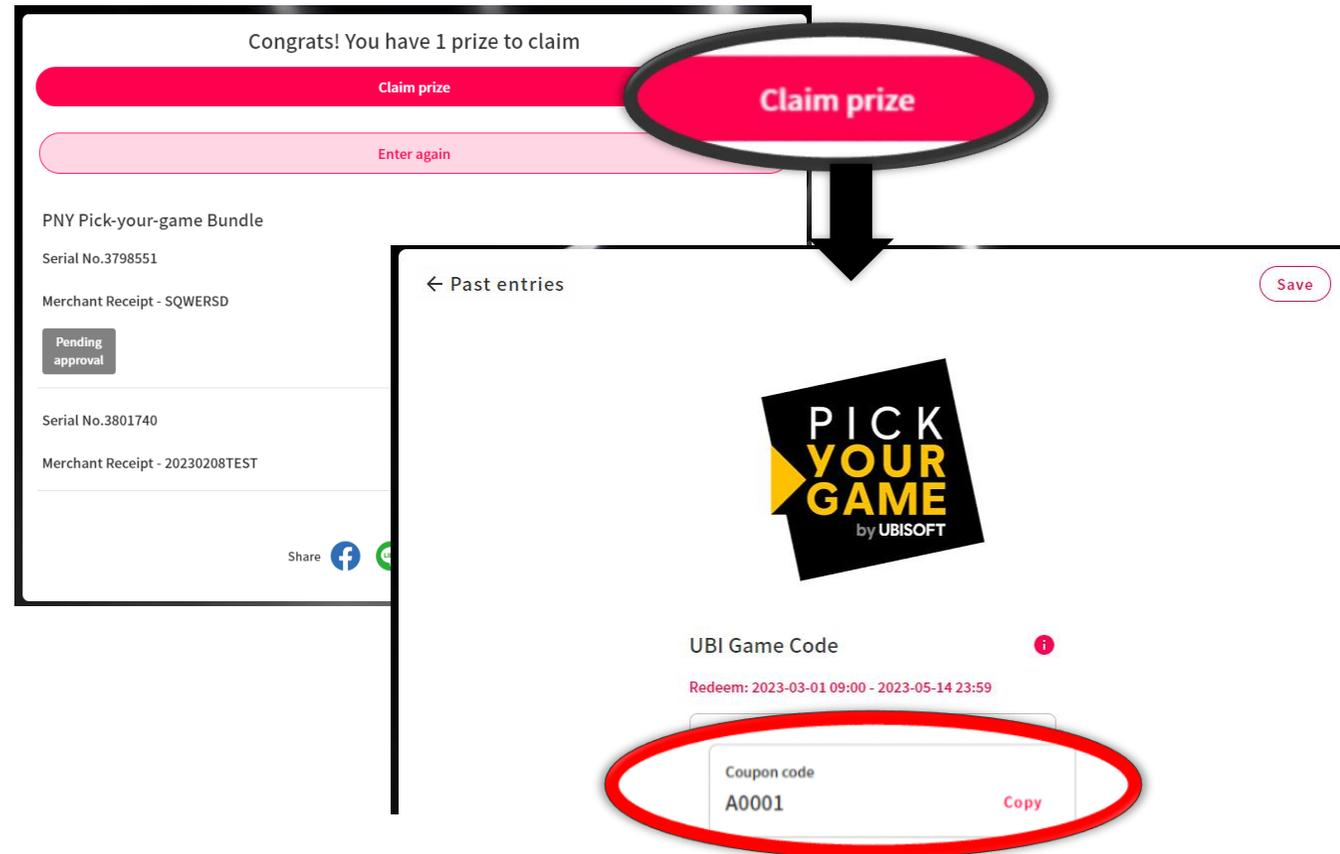 Congrats! You have 1 prize to claim
Claim prize
Claim prize
Enter again
PNY Pick-your-game Bundle
Serial No.3798551
Merchant Receipt - SQWERSD
Pending
approval
Serial No.3801740
Merchant Receipt - 20230208TEST
Share
← Past entries
Save
PICK
YOUR
GAME
by UBISOFT
UBI Game Code
Redeem: 2023-03-01 09:00 - 2023-05-14 23:59
Coupon code
A0001
Copy